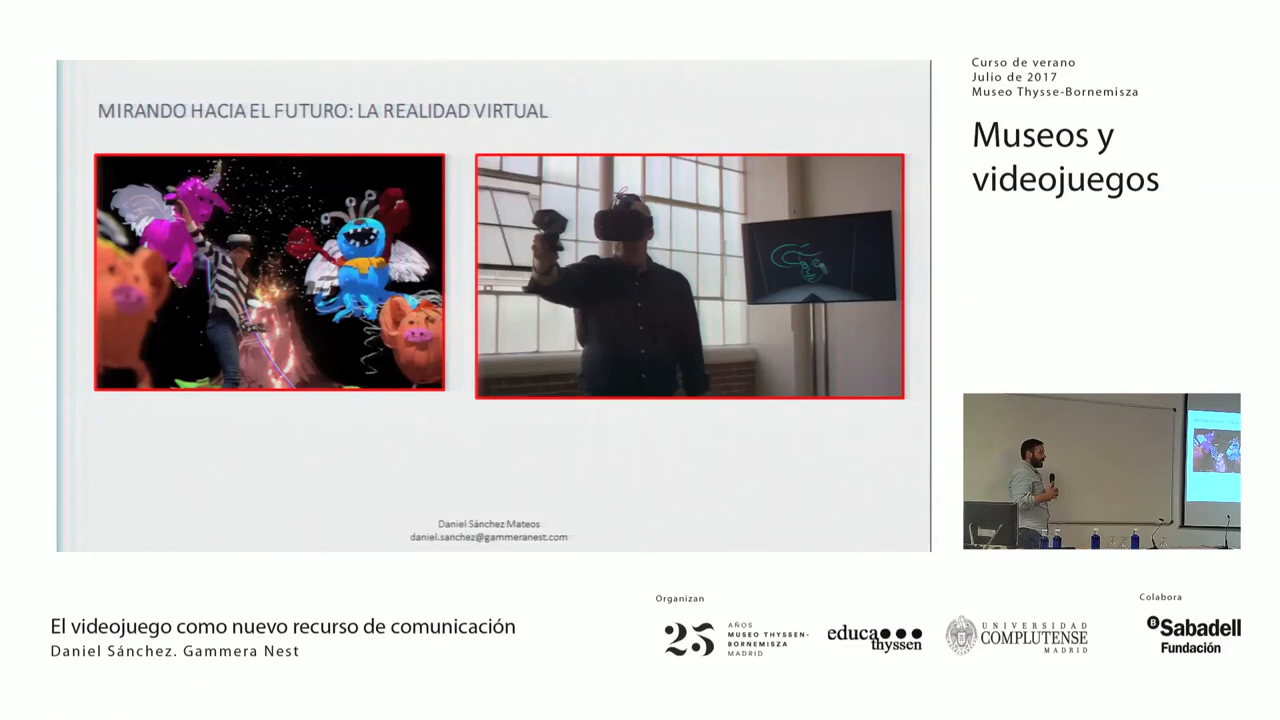 MIRANDO HACIA EL FUTURO: LA REALIDAD VIRTUAL
Daniel Sánchez Mateos
daniel.sanchez@gammeranest.com
Curso de verano
Julio de 2017
Museo Thysse-Bornemisza
Museos y
videojuegos
El videojuego como nuevo recurso de comunicación
Daniel Sánchez. Gammera Nest
Organizan
25
AÑOS
MUSEO THYSSEN-
BORNEMISZA
MADRID
educa
thyssen
UNIVERSIDAD
COMPLUTENSE
MADRID
Colabora
B Sabadell
Fundación